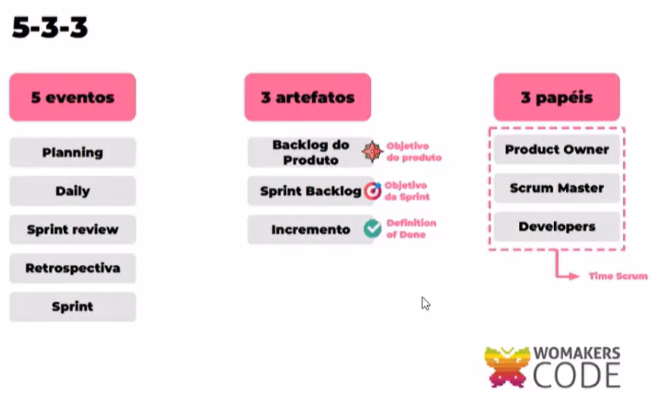 5-3-3
5 eventos
Planning
Daily
Sprint review
Retrospectiva
Sprint
3 artefatos
Backlog do
Produto
Objetivo
do produto
Sprint Backlog
Objetivo
da Sprint
Incremento
Definition
of Done
3 papéis
Product Owner
Scrum Master
Developers
Time Scrum
WOMAKERS
CODE